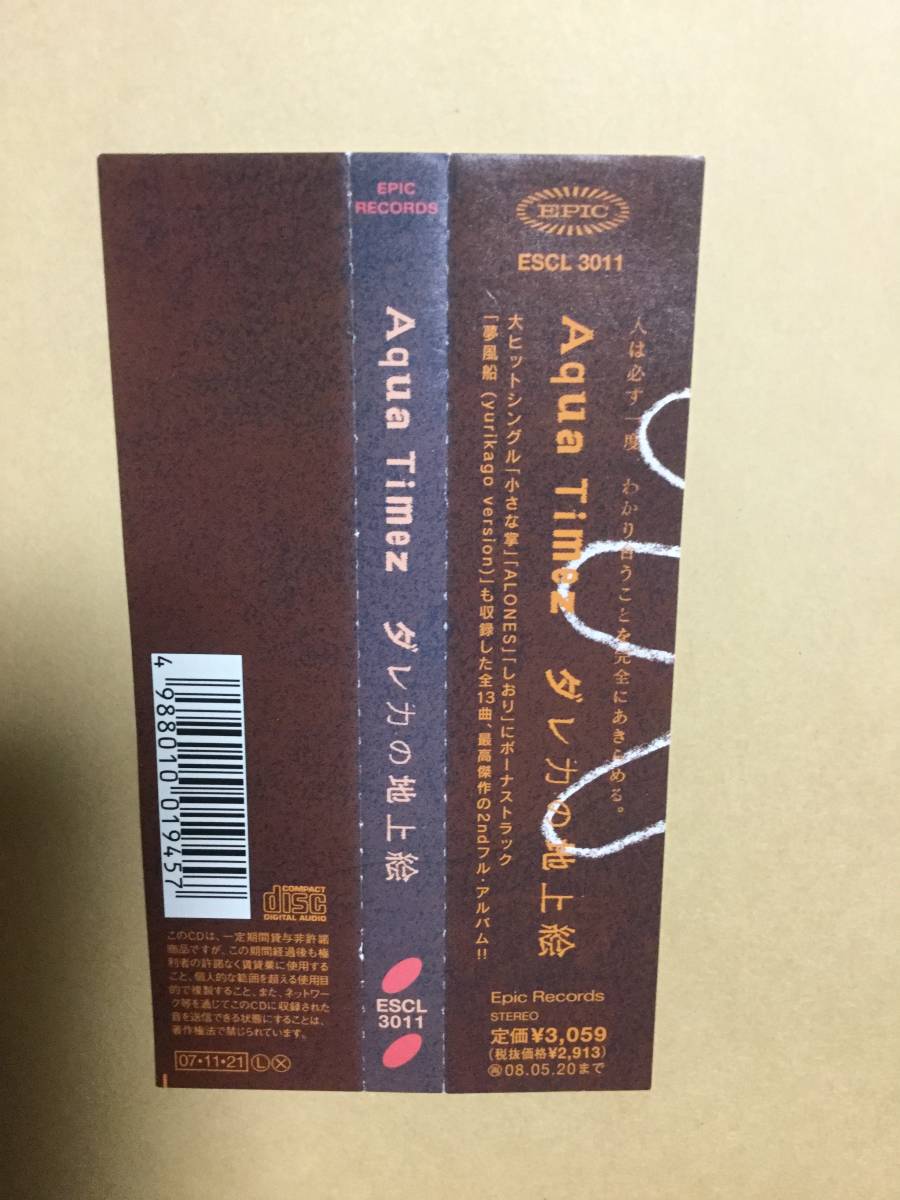 EPIC
ESCL 3011
人は必ず一度 わかり合うことを完全にあきらめる。
Aqua Timez ダレカの地上絵
大ヒットシングル「小さな掌」「ALONES」「しおり」にボーナストラック
「夢風船 (yurikago version)」も収録した全13曲、最高傑作の2ndフル・アルバム!!
Epic Records
STEREO
定価¥3,059
(税抜価格¥2,913)
再08.05.20まで
EPIC
RECORDS
Aqua Timez ダレカの地上絵
ESCL
3011
4 988010 019457
COMPACT
disc
DIGITAL AUDIO
このCDは、一定期間貸与非許諾
商品ですが、この期間経過後も権
利者の許諾なく賃貸業に使用する
こと、個人的な範囲を超える使用目
的で複製すること、また、ネットワー
ク等を通じてこのCDに収録された
音を送信できる状態にすることは、
著作権法で禁じられています。
07・11・21 Ⓛ Ⓧ